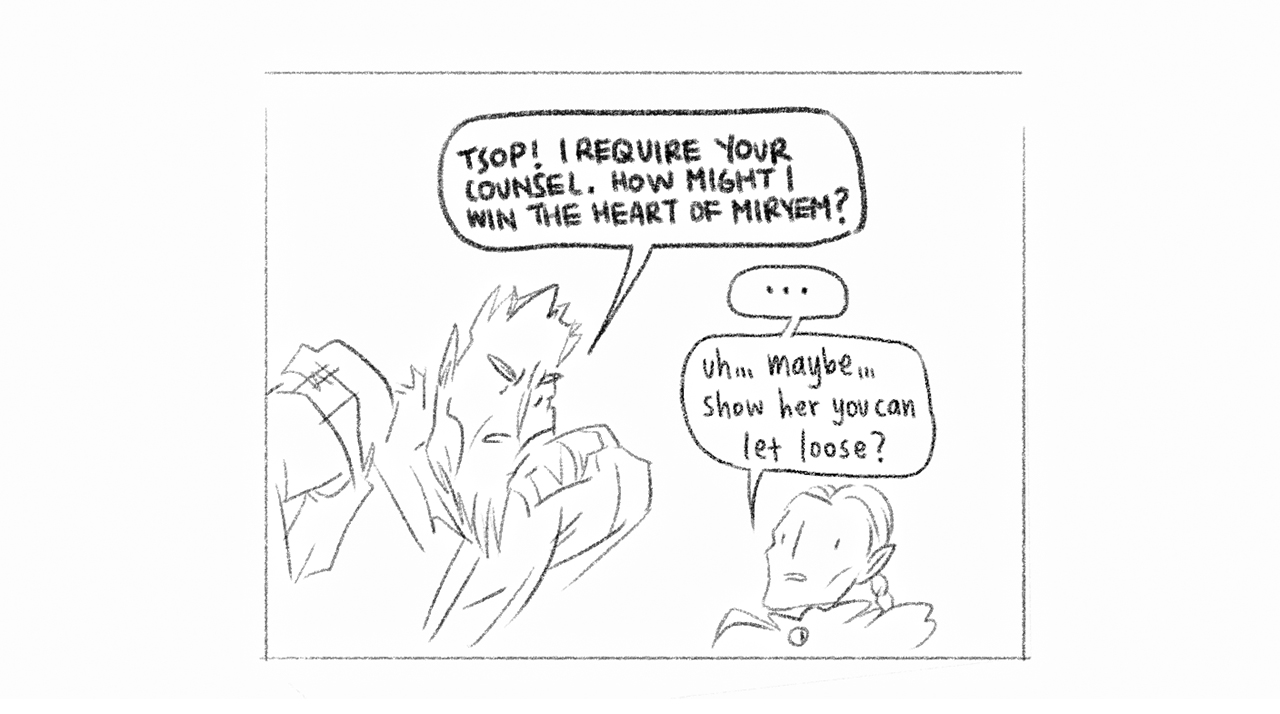 TSOP! I REQUIRE YOUR
COUNSEL. HOW MIGHT I
WIN THE HEART OF MIRYEM?
...
uh... maybe...
show her you can
let loose?